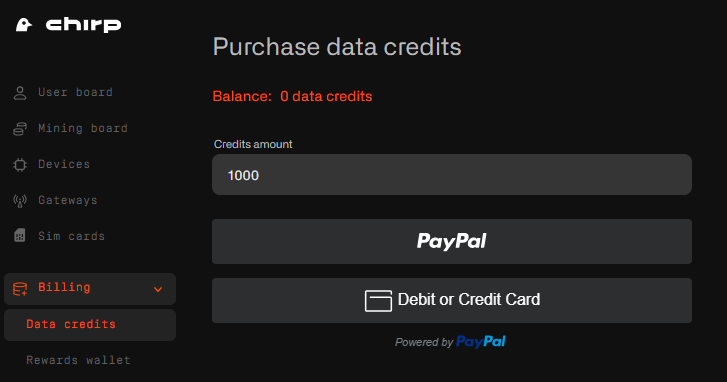 chirp
Purchase data credits
Balance: 0 data credits
User board
Mining board
Devices
Gateways
Sim cards
Billing
Data credits
Rewards wallet
Credits amount
1000
PayPal
Debit or Credit Card
Powered by PayPal